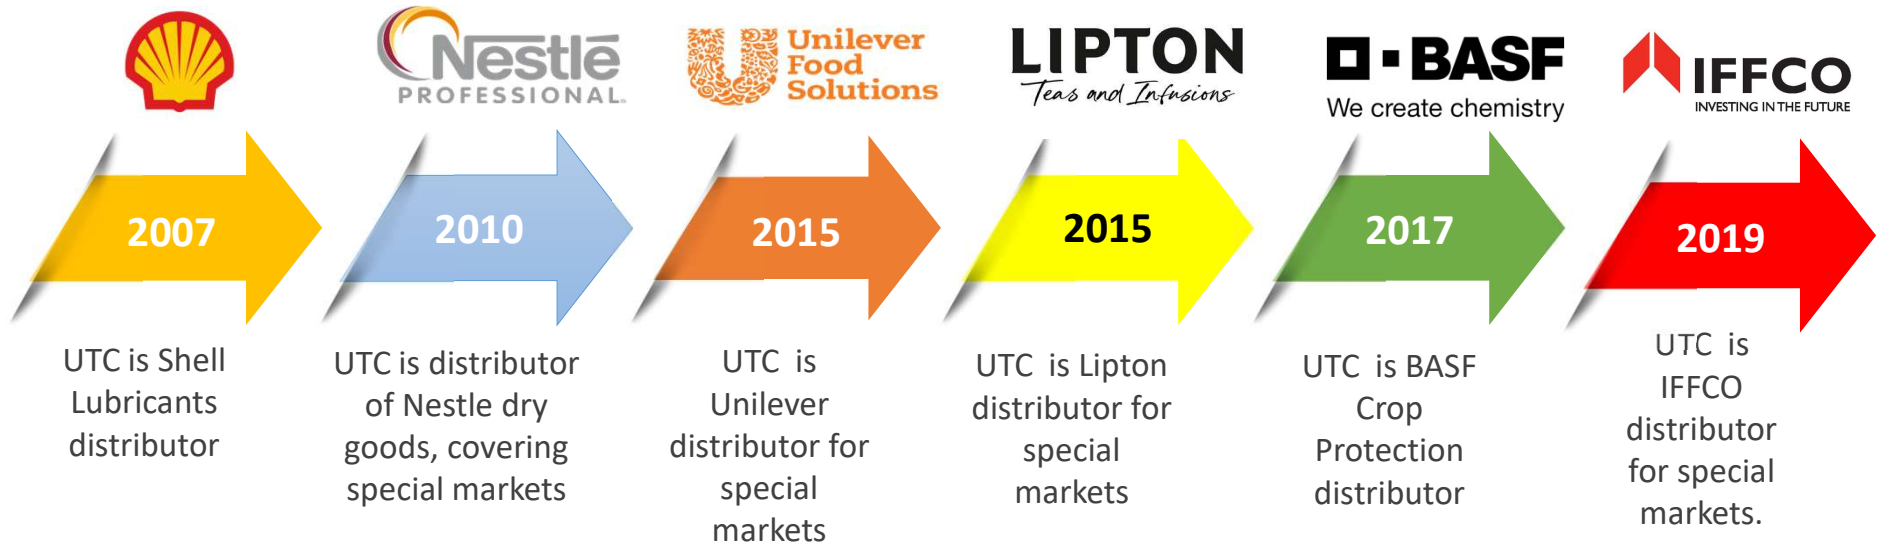 Nestlé
PROFESSIONAL.
Unilever
Food
Solutions
LIPTON
Teas and Infusions
BASF
We create chemistry
IFFCO
INVESTING IN THE FUTURE
2007
2010
2015
2015
2017
2019
UTC is Shell
Lubricants
distributor
UTC is distributor
of Nestle dry
goods, covering
special markets
UTC is
Unilever
distributor for
special
markets
UTC is Lipton
distributor for
special
markets
UTC is BASF
Crop
Protection
distributor
UTC is
IFFCO
distributor
for special
markets.